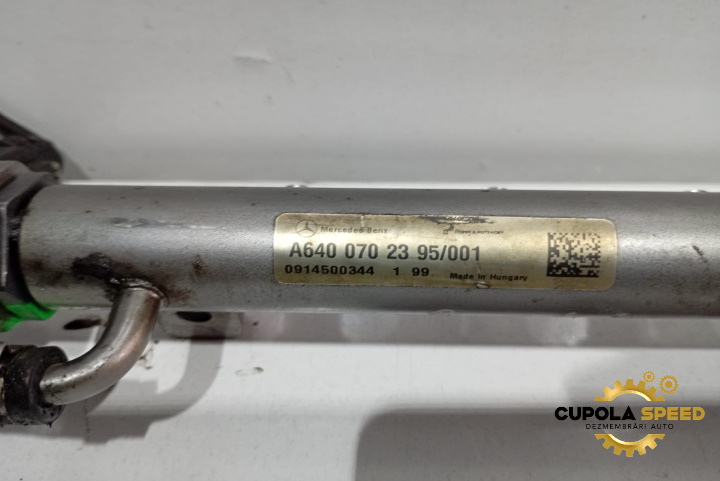 Mercedes Benz
A640 070 23 95/001
0914500344 1 99
Made in Hungary
CUPOLA SPEED
DEZMEMBRĂRI AUTO